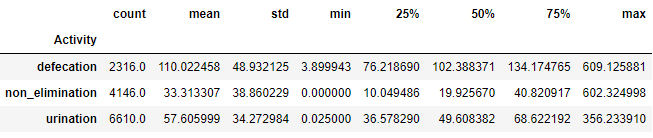 count mean std min 25% 50% 75% max
Activity
defecation 2316.0 110.022458 48.932125 3.899943 76.218690 102.388371 134.174765 609.125881
non_elimination 4146.0 33.313307 38.860229 0.000000 10.049486 19.925670 40.820917 602.324998
urination 6610.0 57.605999 34.272984 0.025000 36.578290 49.608382 68.622192 356.233910